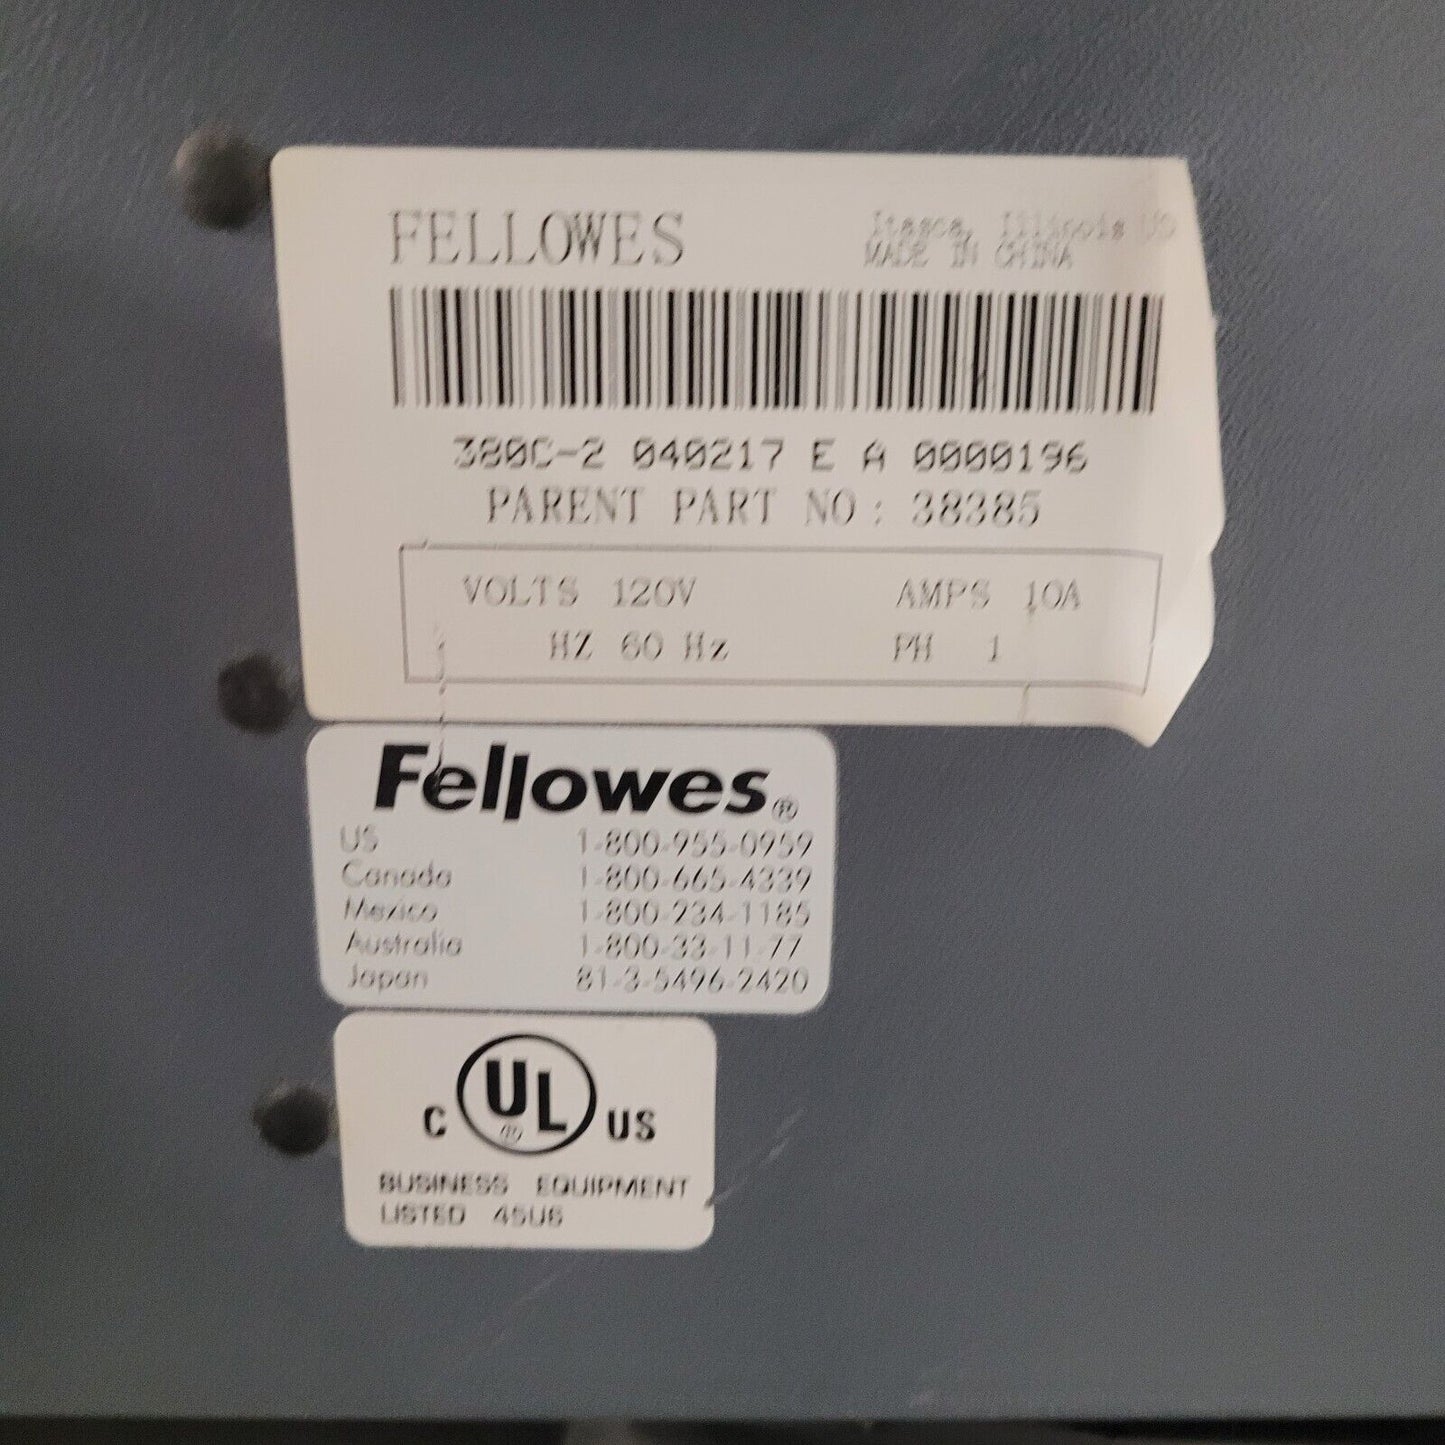 FELLOWES
Itasca, Illinois US
MADE IN CHINA
380C-2 040217 E A 0000196
PARENT PART NO: 38385
VOLTS 120V AMPS 10A
HZ 60 Hz PH 1
Fellowes®
US 1-800-955-0959
Canada 1-800-665-4339
Mexico 1-800-234-1185
Australia 1-800-33-11-77
Japan 81-3-5496-2420
C UL® US
BUSINESS EQUIPMENT
LISTED 45U6